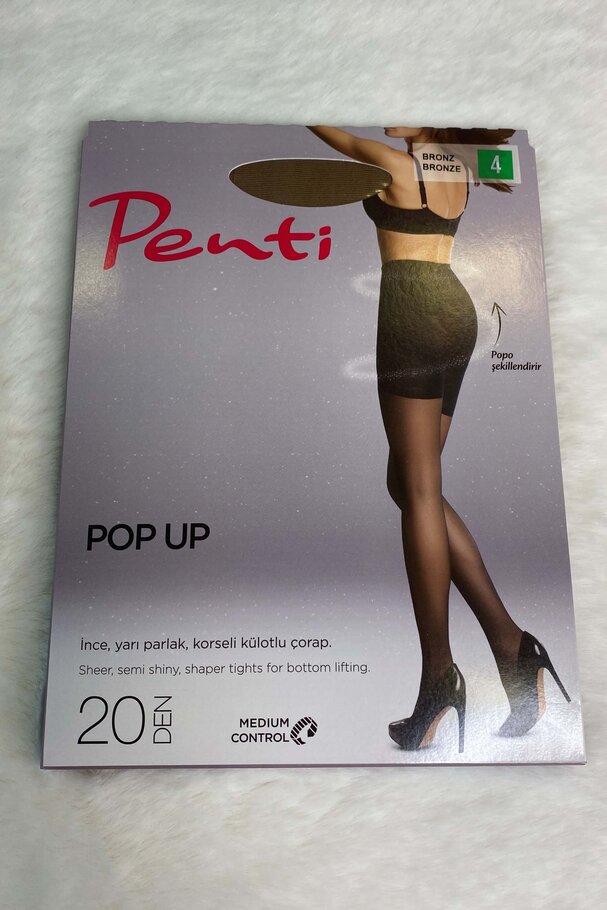 BRONZ
BRONZE
4
Penti
Popo
şekillendirir
POP UP
İnce, yarı parlak, korseli külotlu çorap.
Sheer, semi shiny, shaper tights for bottom lifting.
20 DEN
MEDIUM
CONTROL